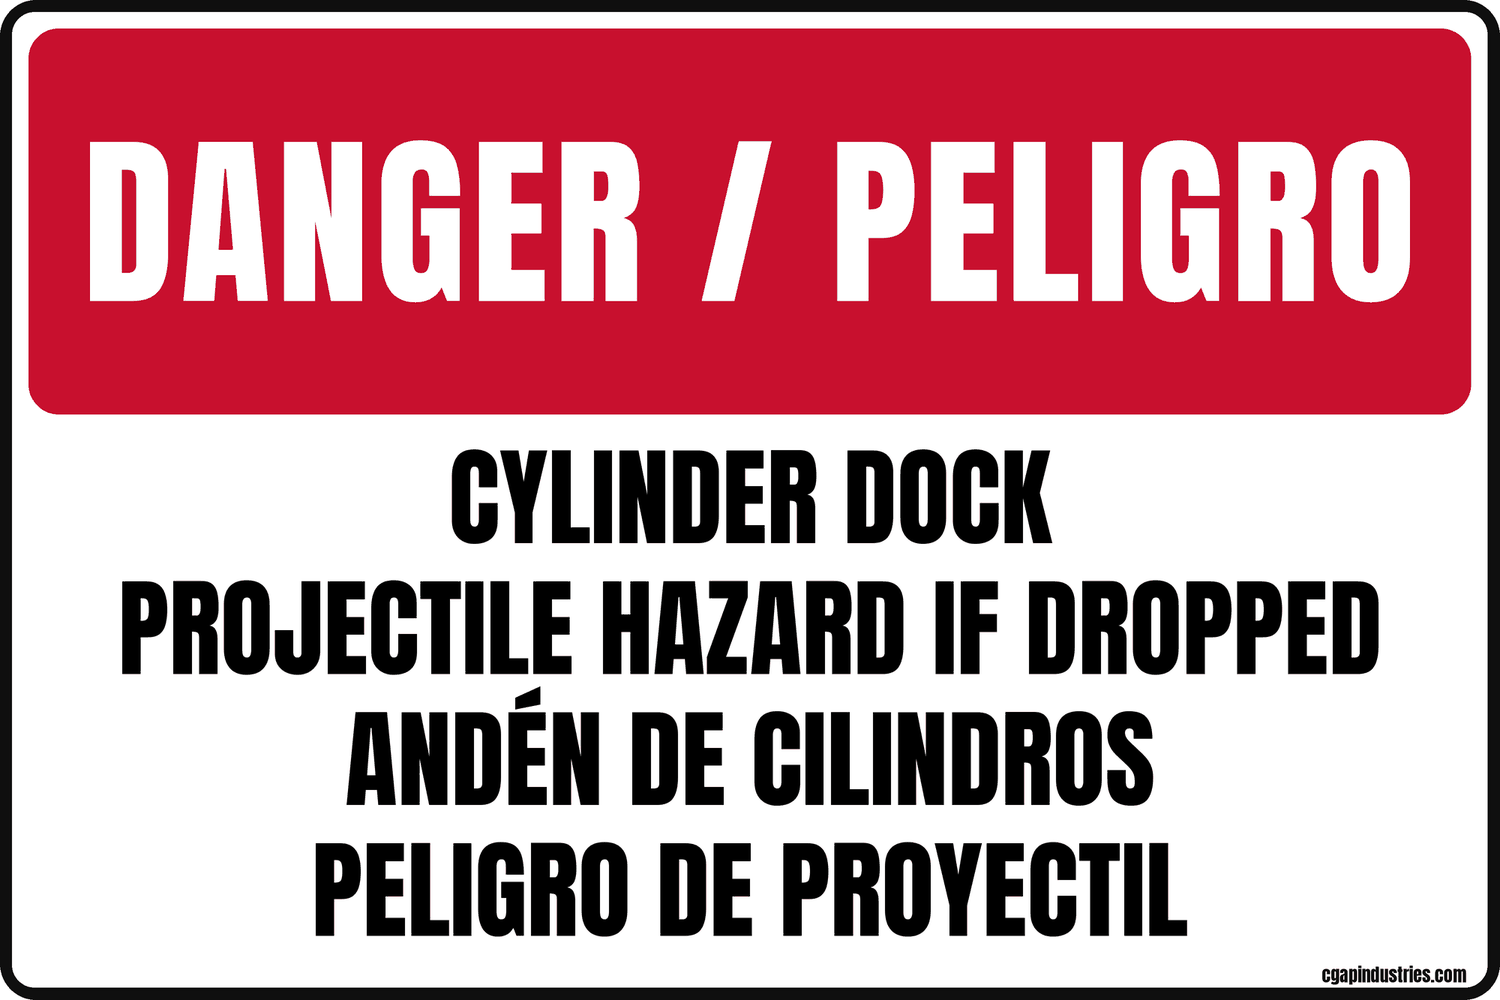 DANGER / PELIGRO
CYLINDER DOCK
PROJECTILE HAZARD IF DROPPED
ANDÉN DE CILINDROS
PELIGRO DE PROYECTIL
cgapindustries.com